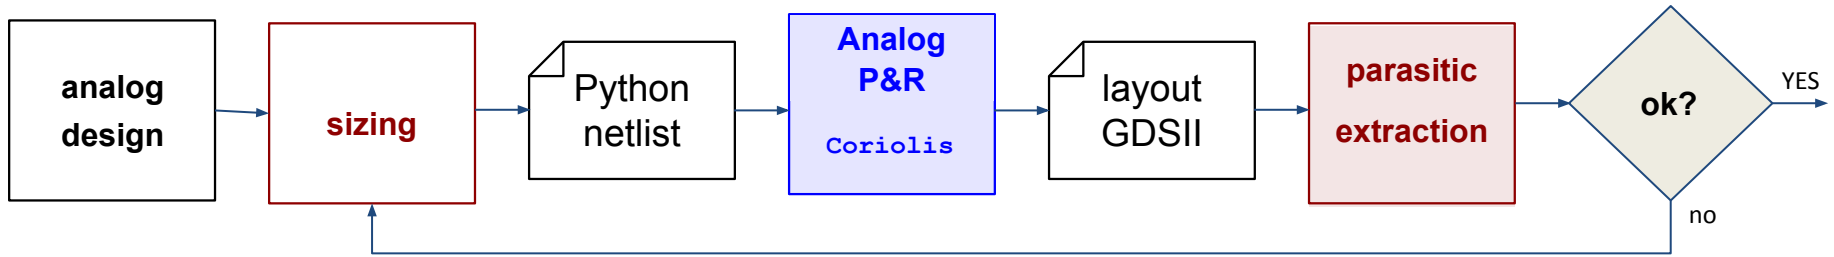 analog
design
sizing
Python
netlist
Analog
P&R
Coriolis
layout
GDSII
parasitic
extraction
ok?
YES
no